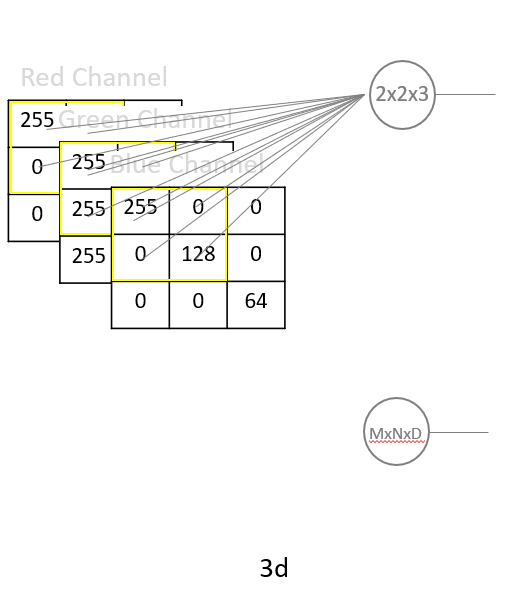 Red Channel
2x2x3
255
Green Channel
0
255
Blue Channel
0
255
255
0
0
255
0
128
0
0
0
64
MxNxD
3d